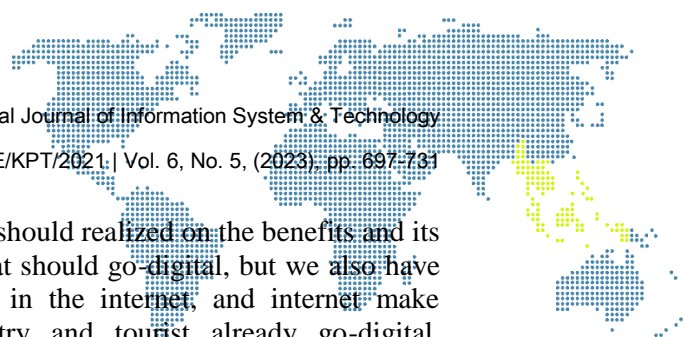 al Journal of Information System & Technology
E/KPT/2021 | Vol. 6, No. 5, (2023), pp. 697-731
should realized on the benefits and its
at should go-digital, but we also have
in the internet, and internet make
try and tourist already go-digital.